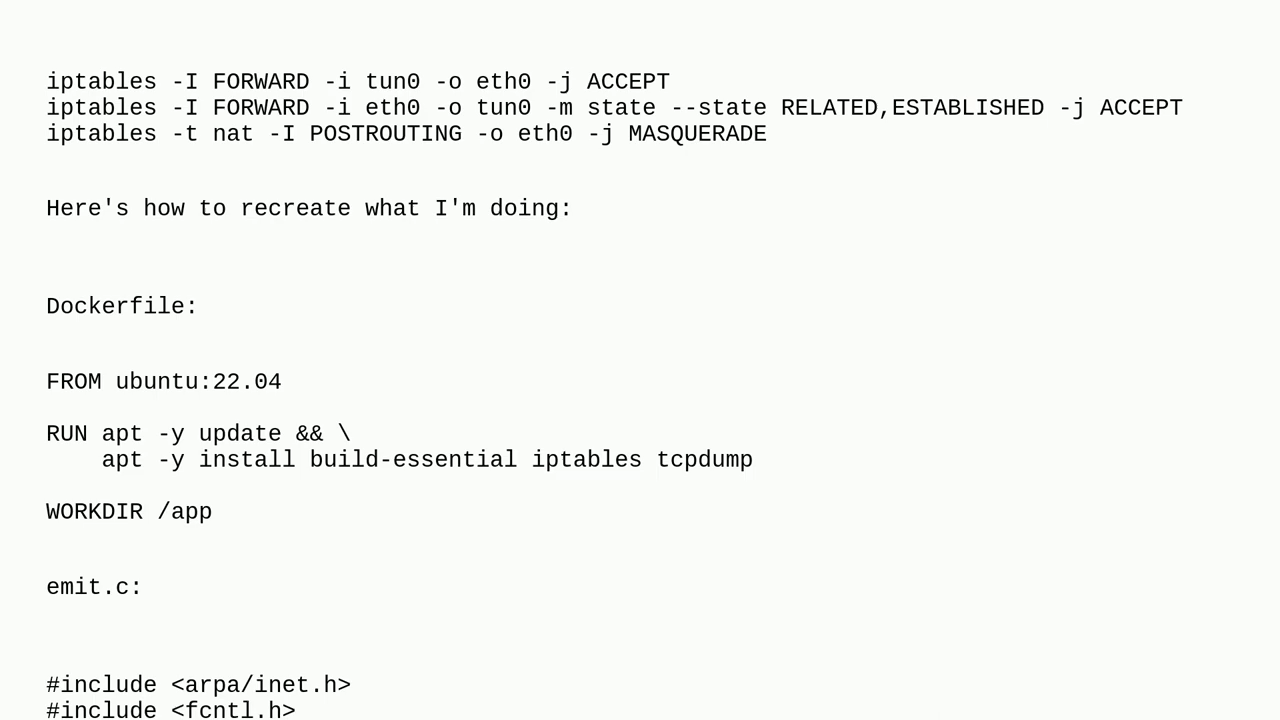 iptables -I FORWARD -i tun0 -o eth0 -j ACCEPT
iptables -I FORWARD -i eth0 -o tun0 -m state --state RELATED,ESTABLISHED -j ACCEPT
iptables -t nat -I POSTROUTING -o eth0 -j MASQUERADE
Here's how to recreate what I'm doing:
Dockerfile:
FROM ubuntu:22.04
RUN apt -y update && \
    apt -y install build-essential iptables tcpdump
WORKDIR /app
emit.c:
#include <arpa/inet.h>
#include <fcntl.h>